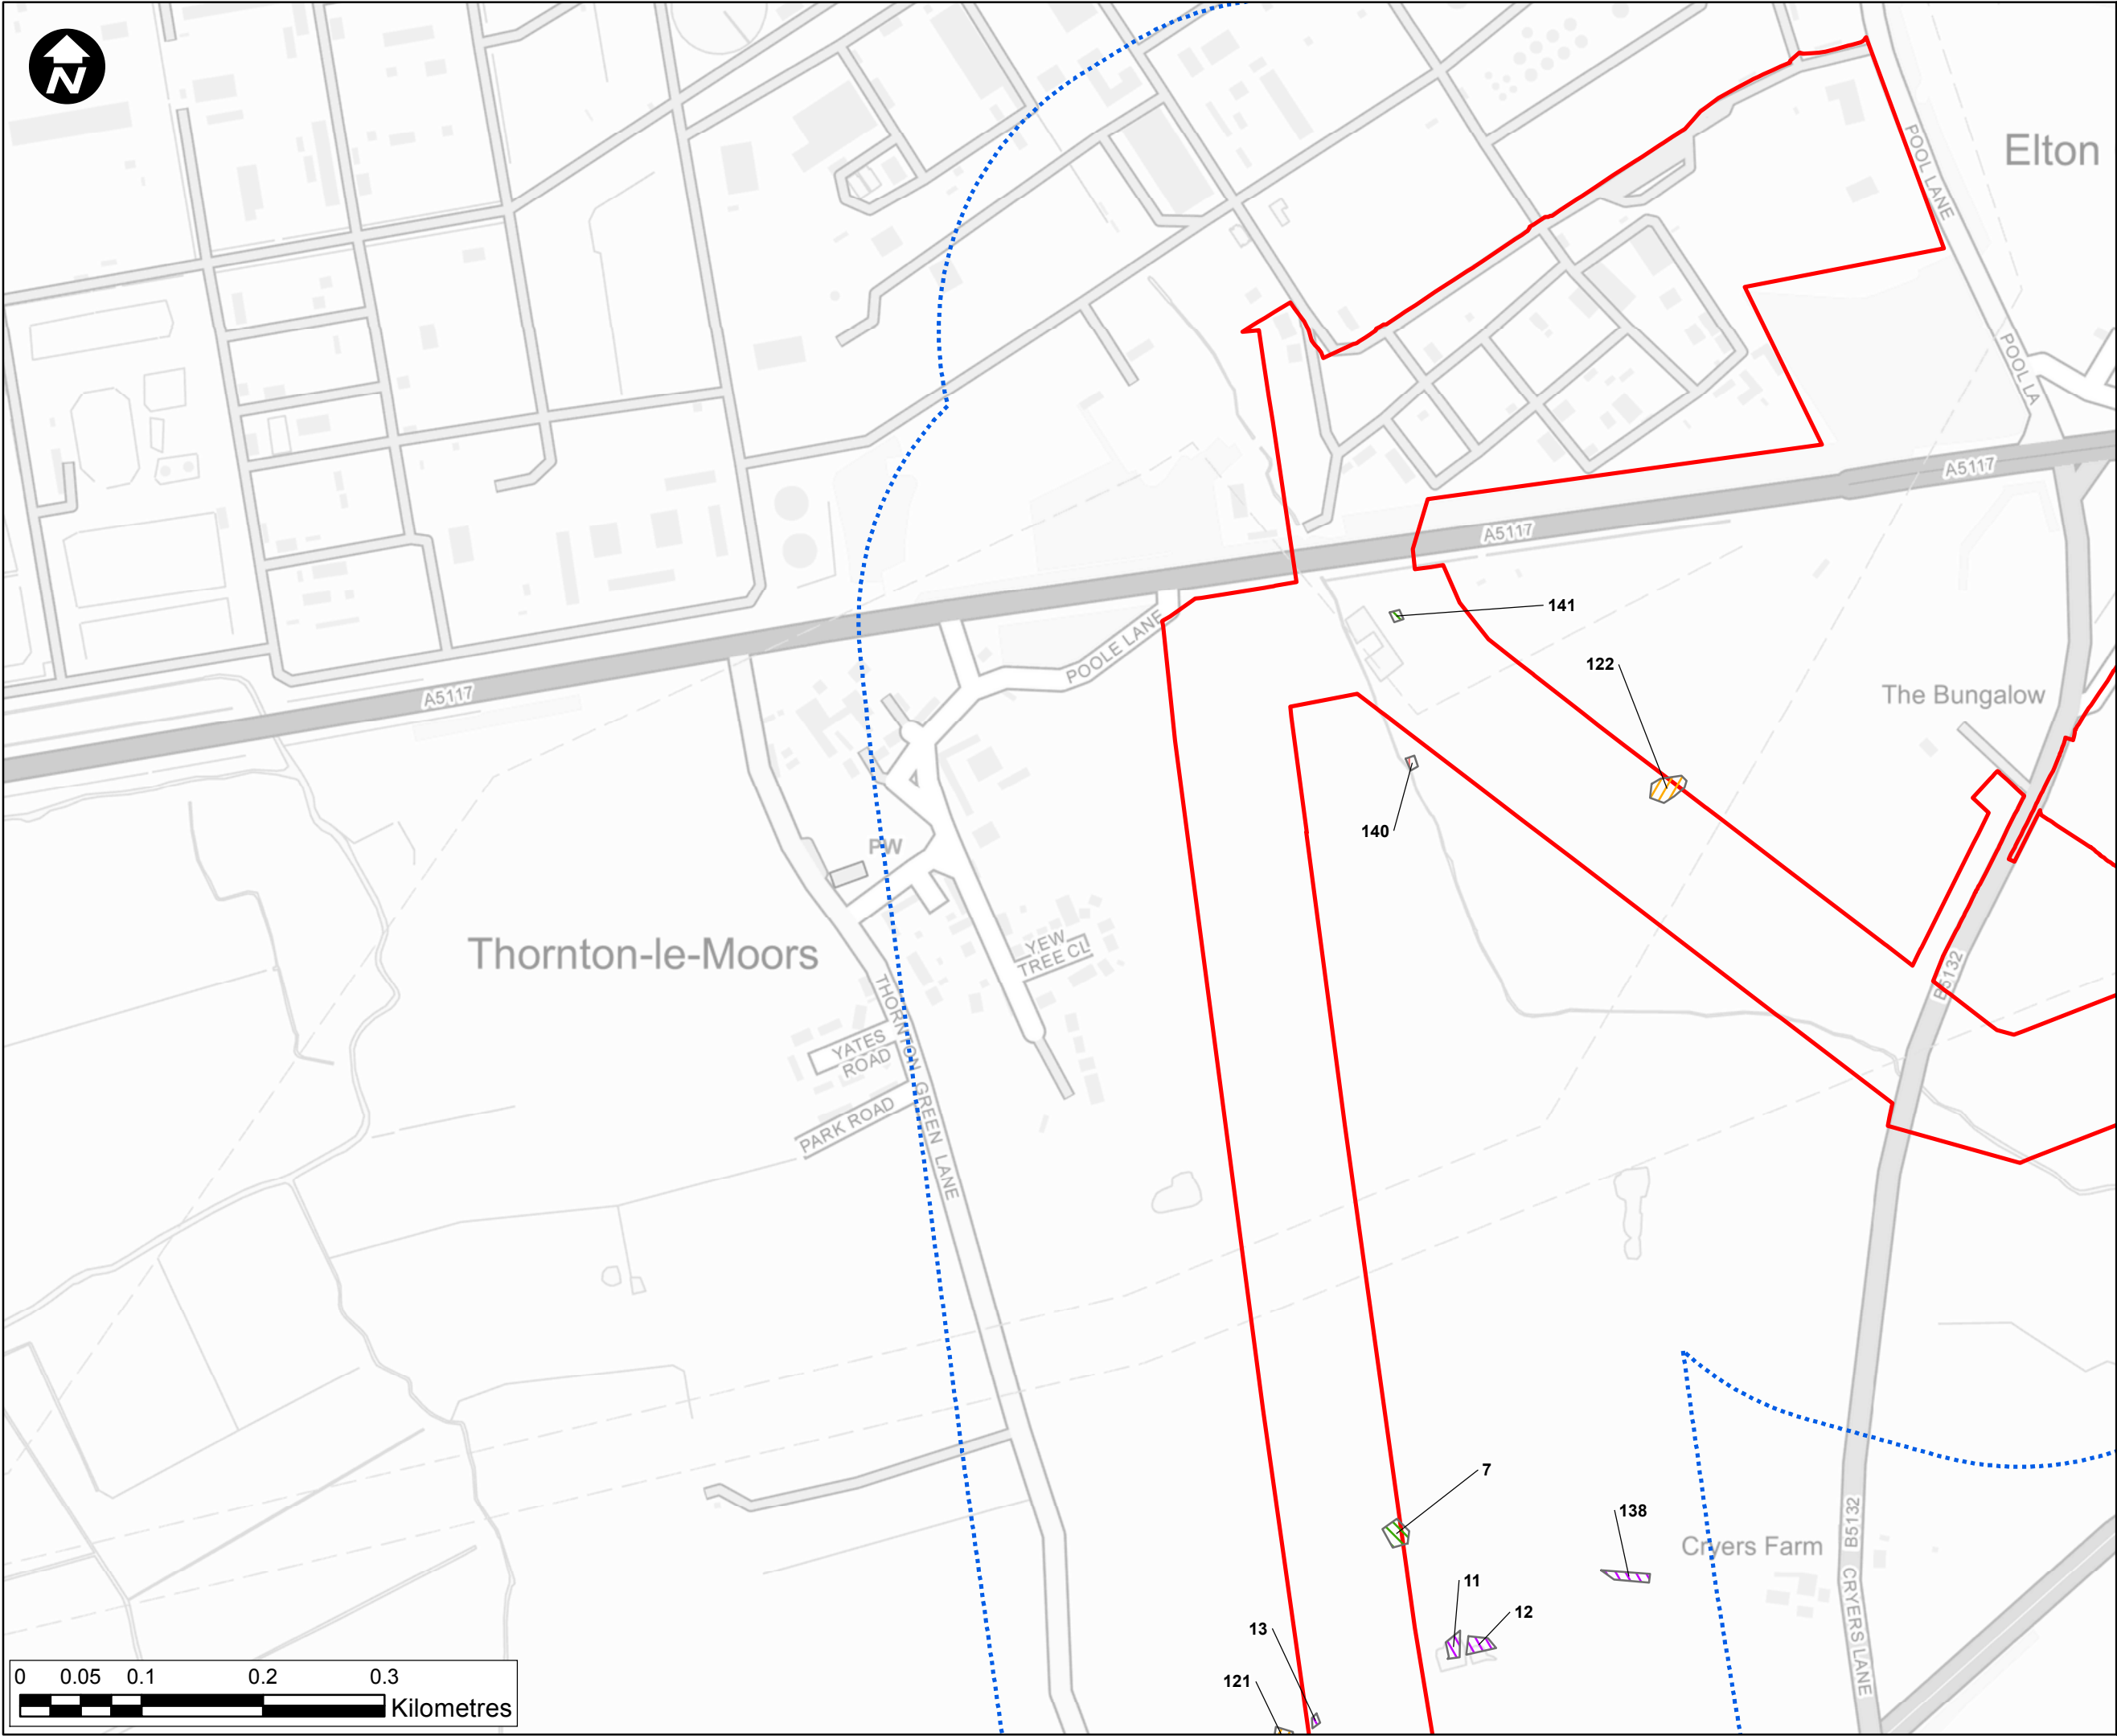 N
Elton
POOL LANE
POOL LA
A5117
A5117
141
122
POOLE LANE
The Bungalow
A5117
140
PW
Thornton-le-Moors
YEW
TREE CL
B5132
THORNTON GREEN LANE
YATES
ROAD
PARK ROAD
7
138
B5132
Cryers Farm
11
12
13
CRYERS LANE
121
0 0.05 0.1 0.2 0.3
Kilometres